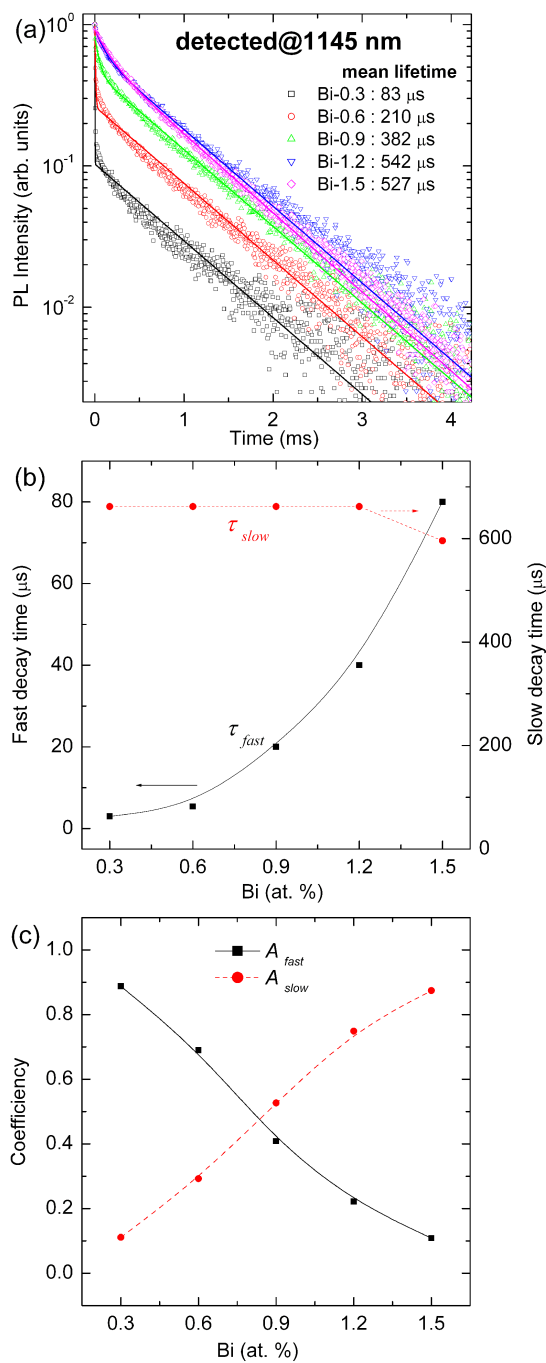 (a)
detected@1145 nm
mean lifetime
Bi-0.3 : 83 μs
Bi-0.6 : 210 μs
Bi-0.9 : 382 μs
Bi-1.2 : 542 μs
Bi-1.5 : 527 μs
PL Intensity (arb. units)
10⁰
10⁻¹
10⁻²
0 1 2 3 4
Time (ms)
(b)
Fast decay time (μs)
80
60
40
20
0
τ slow
τ fast
Slow decay time (μs)
600
400
200
0
0.3 0.6 0.9 1.2 1.5
Bi (at. %)
(c)
A fast
A slow
Coefficiency
1.0
0.8
0.6
0.4
0.2
0.0
0.3 0.6 0.9 1.2 1.5
Bi (at. %)